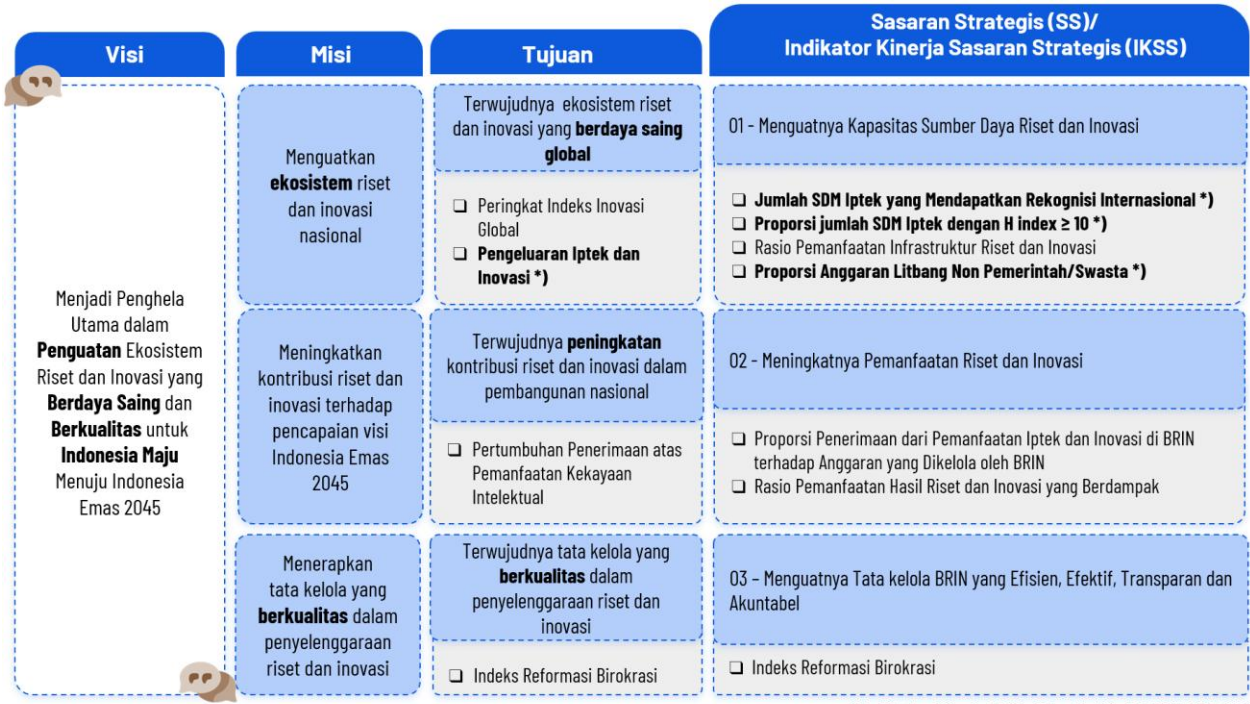 Visi
Misi
Tujuan
Sasaran Strategis (SS)/
Indikator Kinerja Sasaran Strategis (IKSS)
Menjadi Penghela
Utama dalam
Penguatan Ekosistem
Riset dan Inovasi yang
Berdaya Saing dan
Berkualitas untuk
Indonesia Maju
Menuju Indonesia
Emas 2045
Menguatkan
ekosistem riset
dan inovasi
nasional
Terwujudnya ekosistem riset
dan inovasi yang berdaya saing
global
❑ Peringkat Indeks Inovasi
Global
❑ Pengeluaran Iptek dan
Inovasi *)
01 - Menguatnya Kapasitas Sumber Daya Riset dan Inovasi
❑ Jumlah SDM Iptek yang Mendapatkan Rekognisi Internasional *)
❑ Proporsi jumlah SDM Iptek dengan H index ≥ 10 *)
❑ Rasio Pemanfaatan Infrastruktur Riset dan Inovasi
❑ Proporsi Anggaran Litbang Non Pemerintah/Swasta *)
Meningkatkan
kontribusi riset dan
inovasi terhadap
pencapaian visi
Indonesia Emas
2045
Terwujudnya peningkatan
kontribusi riset dan inovasi dalam
pembangunan nasional
❑ Pertumbuhan Penerimaan atas
Pemanfaatan Kekayaan
Intelektual
02 - Meningkatnya Pemanfaatan Riset dan Inovasi
❑ Proporsi Penerimaan dari Pemanfaatan Iptek dan Inovasi di BRIN
terhadap Anggaran yang Dikelola oleh BRIN
❑ Rasio Pemanfaatan Hasil Riset dan Inovasi yang Berdampak
Menerapkan
tata kelola yang
berkualitas dalam
penyelenggaraan
riset dan inovasi
Terwujudnya tata kelola yang
berkualitas dalam
penyelenggaraan riset dan
inovasi
❑ Indeks Reformasi Birokrasi
03 – Menguatnya Tata kelola BRIN yang Efisien, Efektif, Transparan dan
Akuntabel
❑ Indeks Reformasi Birokrasi